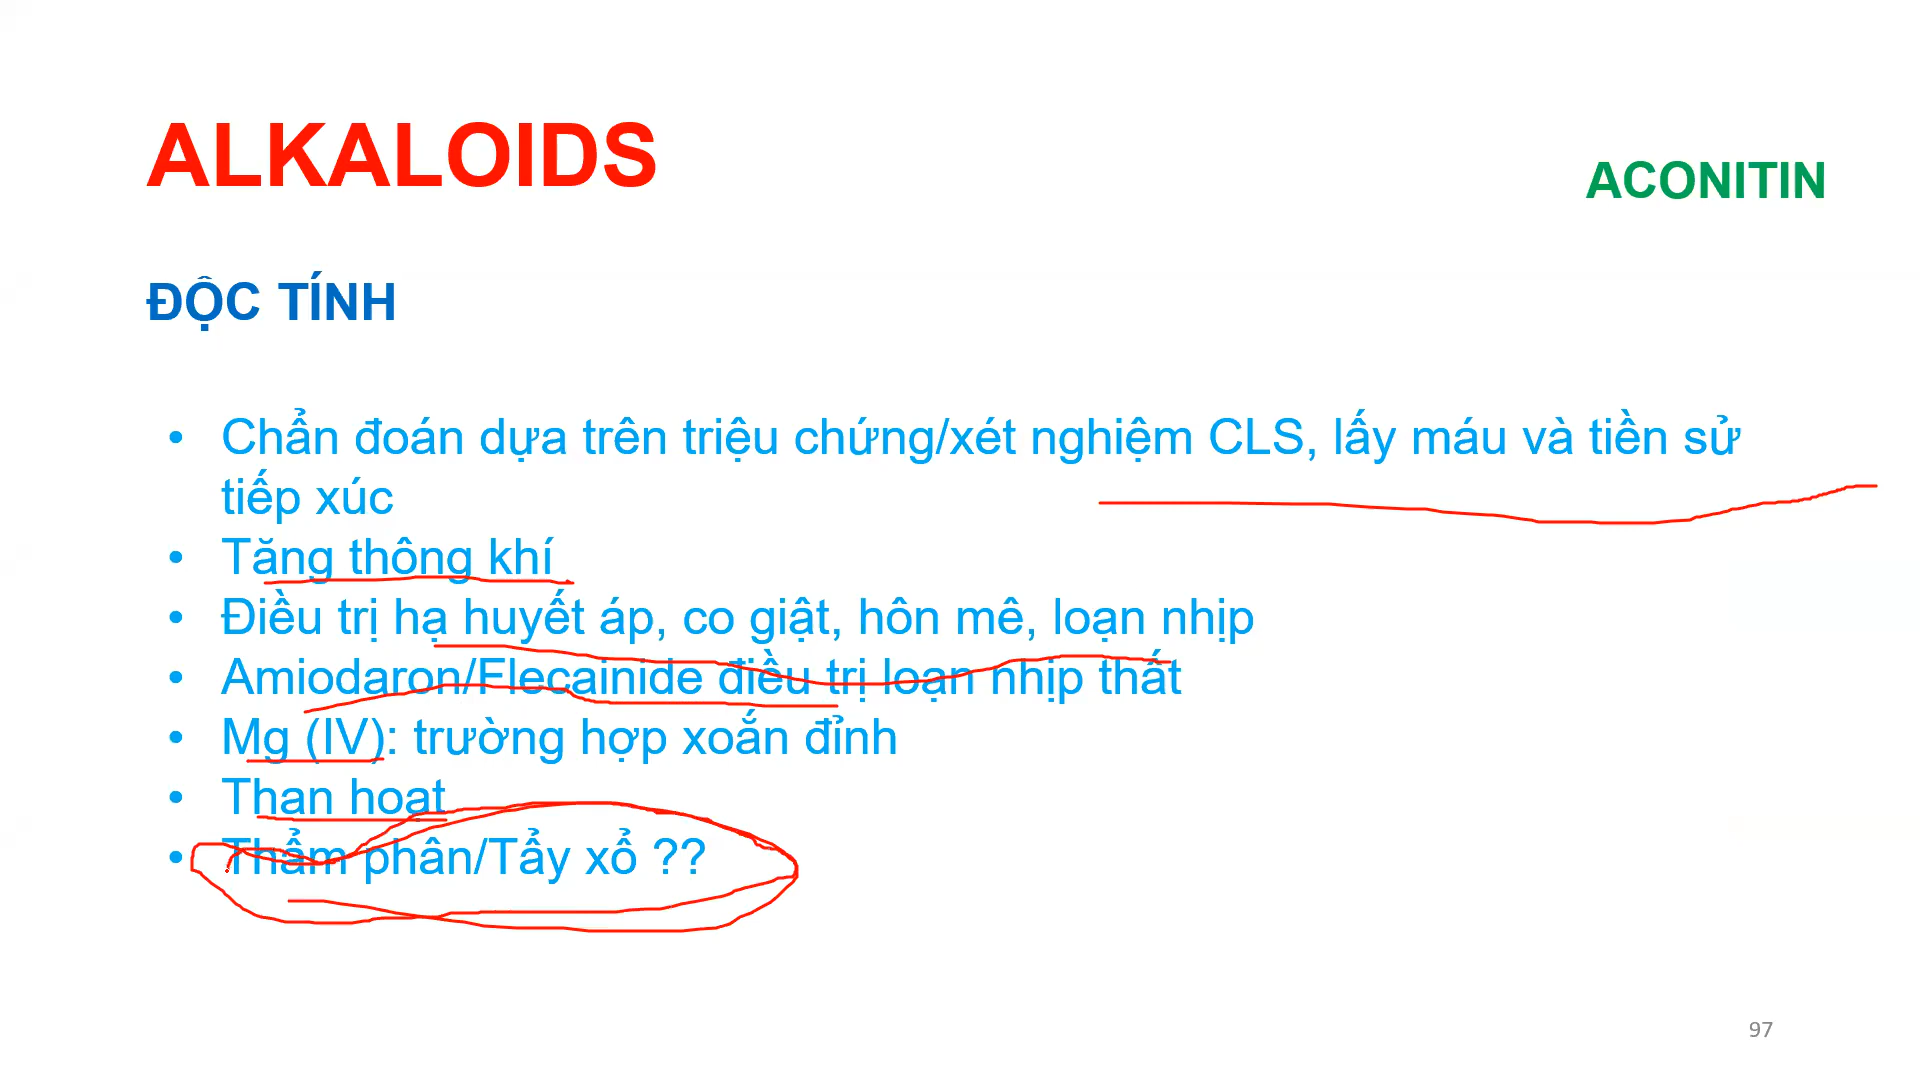 ALKALOIDS
ACONITIN
ĐỘC TÍNH
• Chẩn đoán dựa trên triệu chứng/xét nghiệm CLS, lấy máu và tiền sử
tiếp xúc
• Tăng thông khí
• Điều trị hạ huyết áp, co giật, hôn mê, loạn nhịp
• Amiodaron/Flecainide điều trị loạn nhịp thất
• Mg (IV): trường hợp xoắn đỉnh
• Than hoạt
• Thẩm phân/Tẩy xổ ??
97